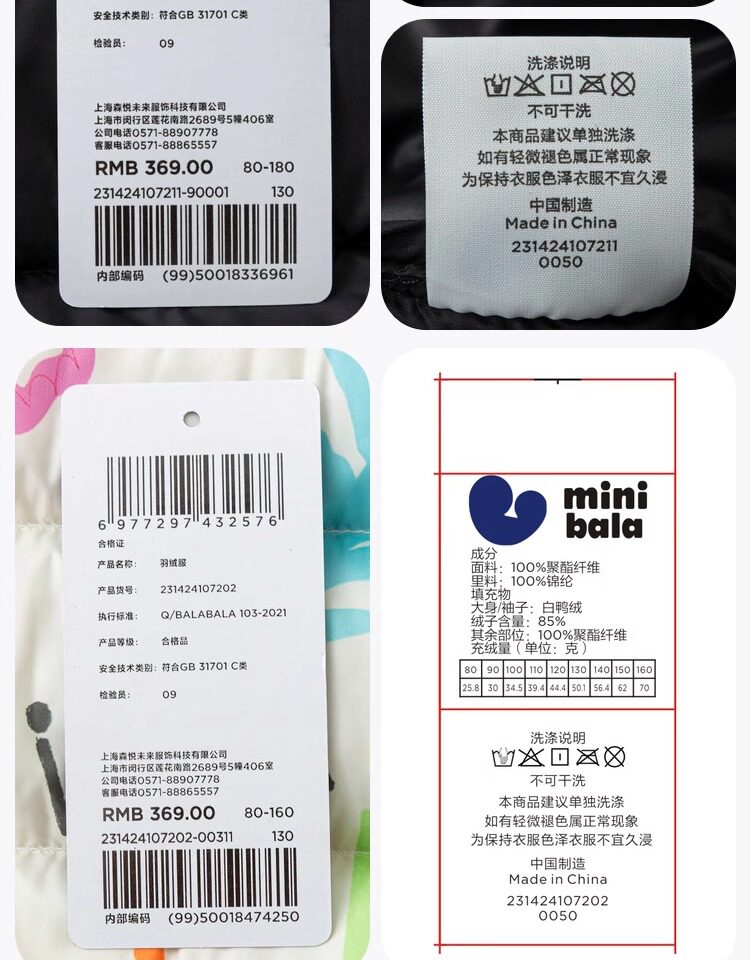 安全技术类别: 符合GB 31701 C类
检验员: 09
上海森悦未来服饰科技有限公司
上海市闵行区莲花南路2689号5幢406室
公司电话0571-88907778
客服电话0571-88865557
RMB 369.00 80-180
231424107211-90001 130
内部编码 (99)50018336961
洗涤说明
不可干洗
本商品建议单独洗涤
如有轻微褪色属正常现象
为保持衣服色泽衣服不宜久浸
中国制造
Made in China
231424107211
0050
6 977297 432576
合格证
产品名称: 羽绒服
产品货号: 231424107202
执行标准: Q/BALABALA 103-2021
产品等级: 合格品
安全技术类别: 符合GB 31701 C类
检验员: 09
上海森悦未来服饰科技有限公司
上海市闵行区莲花南路2689号5幢406室
公司电话0571-88907778
客服电话0571-88865557
RMB 369.00 80-160
231424107202-00311 130
内部编码 (99)50018474250
mini
bala
成分
面料: 100%聚酯纤维
里料: 100%锦纶
填充物
大身/袖子: 白鸭绒
绒子含量: 85%
其余部位: 100%聚酯纤维
充绒量（单位: 克）
80 90 100 110 120 130 140 150 160
25.8 30 34.5 39.4 44.4 50.1 56.4 62 70
洗涤说明
不可干洗
本商品建议单独洗涤
如有轻微褪色属正常现象
为保持衣服色泽衣服不宜久浸
中国制造
Made in China
231424107202
0050